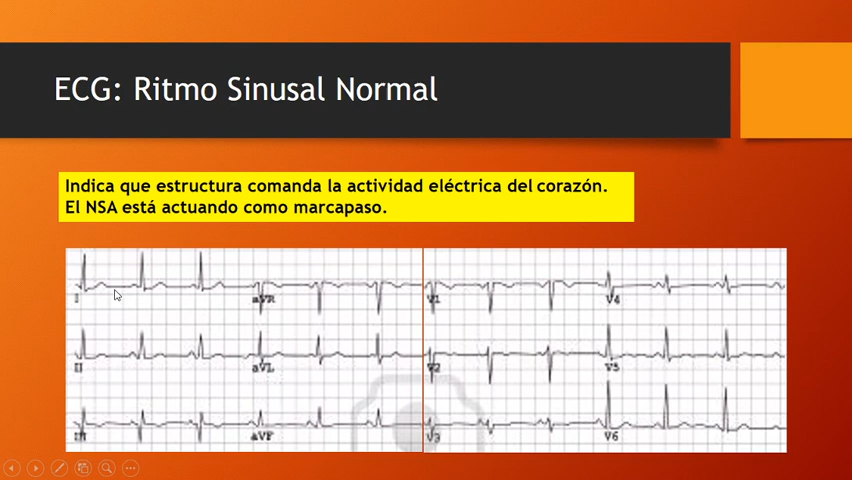 ECG: Ritmo Sinusal Normal
Indica que estructura comanda la actividad eléctrica del corazón.
El NSA está actuando como marcapaso.
I aVR V1 V4
II aVL V2 V5
III aVF V3 V6